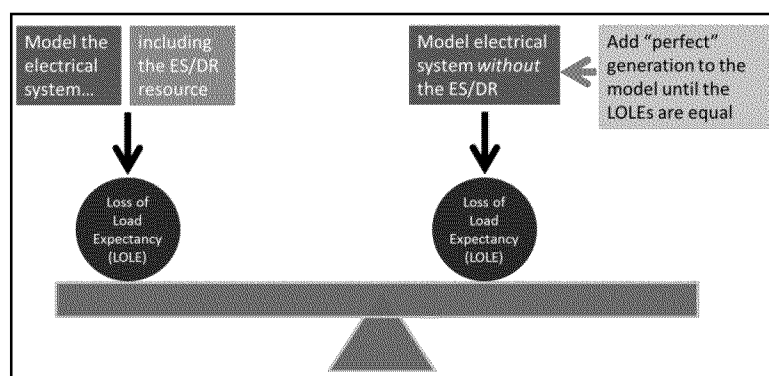 Model the
electrical
system…
including
the ES/DR
resource
Model electrical
system without
the ES/DR
Add “perfect”
generation to the
model until the
LOLEs are equal
Loss of
Load
Expectancy
(LOLE)
Loss of
Load
Expectancy
(LOLE)